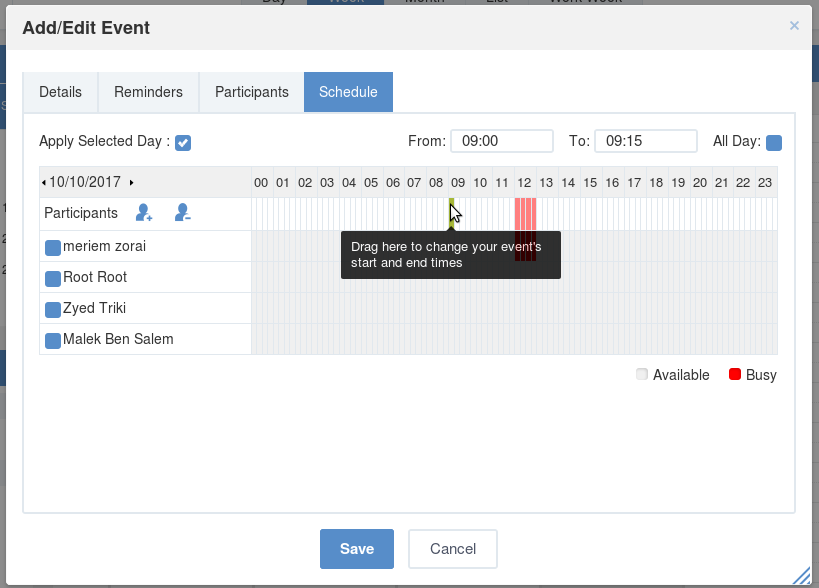 Add/Edit Event
×
Details Reminders Participants Schedule
Apply Selected Day : From: 09:00 To: 09:15 All Day:
10/10/2017 00 01 02 03 04 05 06 07 08 09 10 11 12 13 14 15 16 17 18 19 20 21 22 23
Participants
Drag here to change your event's
start and end times
meriem zorai
Root Root
Zyed Triki
Malek Ben Salem
Available Busy
Save Cancel